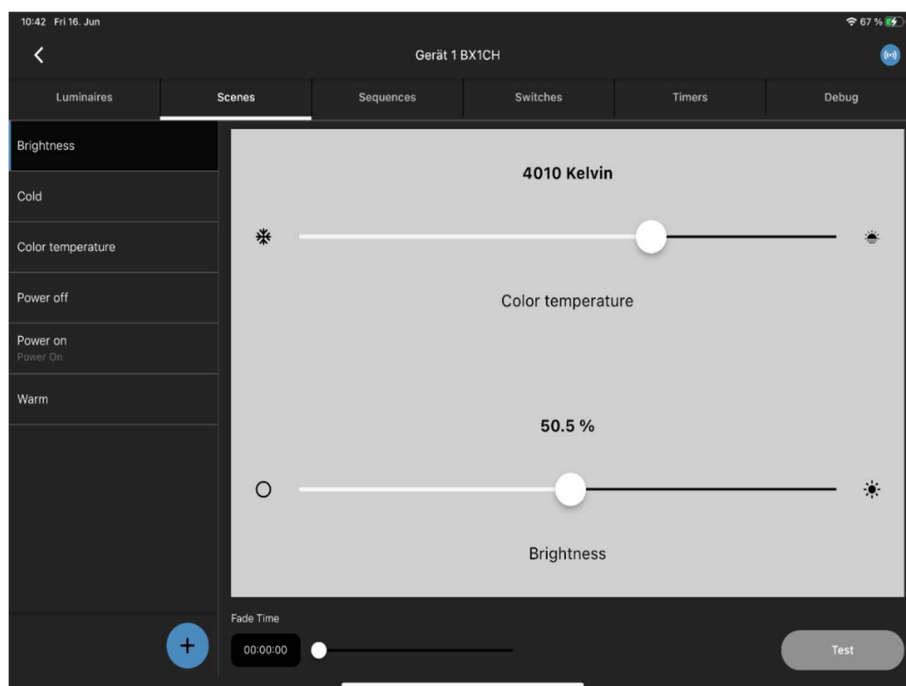 10:42 Fri 16. Jun
67 %
Gerät 1 BX1CH
Luminaires Scenes Sequences Switches Timers Debug
Brightness
Cold
Color temperature
Power off
Power on
Power On
Warm
4010 Kelvin
Color temperature
50.5 %
Brightness
Fade Time
00:00:00
Test